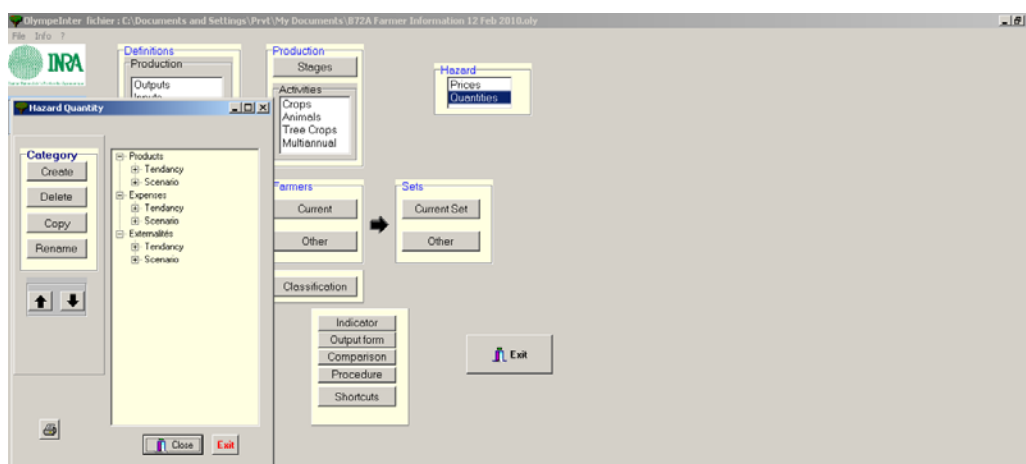 OlympeInter fichier : C:\Documents and Settings\Prvt\My Documents\B72A Farmer Information 12 Feb 2010.oly
File Info ?
INRA
Definitions
Production
Outputs
Production
Stages
Activities
Crops
Animals
Tree Crops
Multiannual
Hazard
Prices
Quantities
Hazard Quantity
Category
Create
Delete
Copy
Rename
Products
Tendancy
Scenario
Expenses
Tendancy
Scenario
Externalités
Tendancy
Scenario
Close
Exit
Farmers
Current
Other
Sets
Current Set
Other
Classification
Indicator
Output form
Comparison
Procedure
Shortcuts
Exit